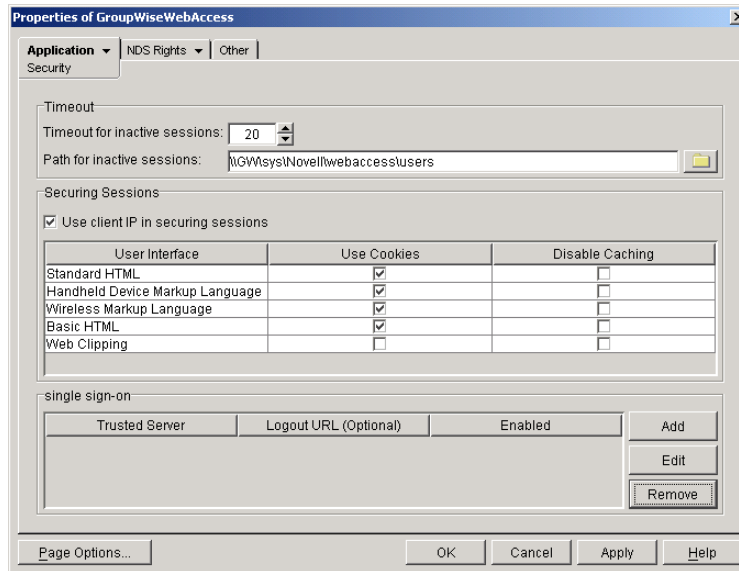 Properties of GroupWiseWebAccess
Application NDS Rights Other
Security
Timeout
Timeout for inactive sessions: 20
Path for inactive sessions: \\GW\sys\Novell\webaccess\users
Securing Sessions
Use client IP in securing sessions
User Interface Use Cookies Disable Caching
Standard HTML
Handheld Device Markup Language
Wireless Markup Language
Basic HTML
Web Clipping
single sign-on
Trusted Server Logout URL (Optional) Enabled Add
Edit
Remove
Page Options... OK Cancel Apply Help